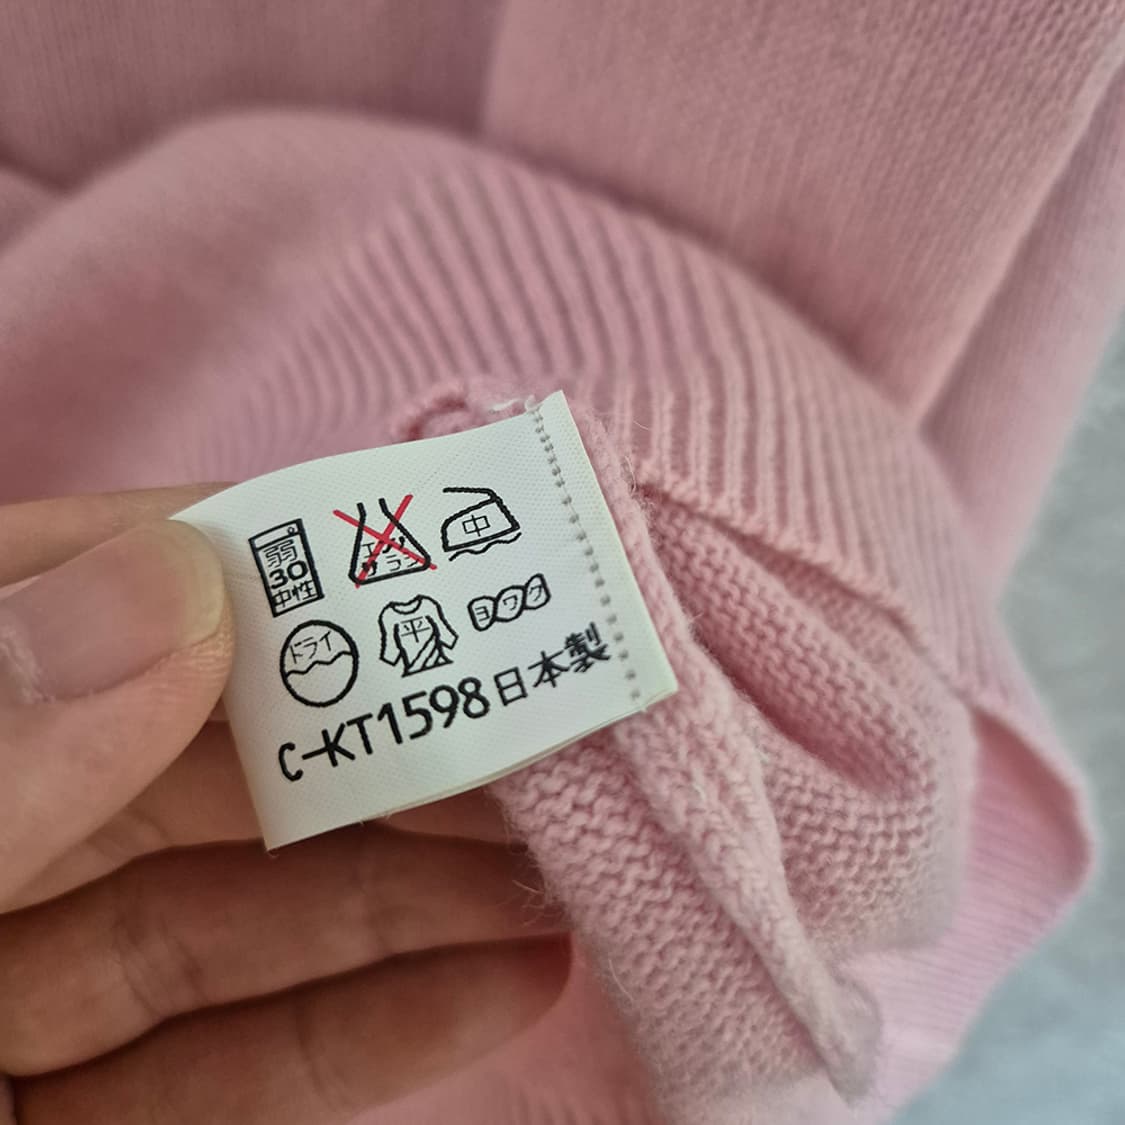 弱
30
中性
エンソ
サラシ
中
ドライ
平
ヨワク
C-KT1598日本製